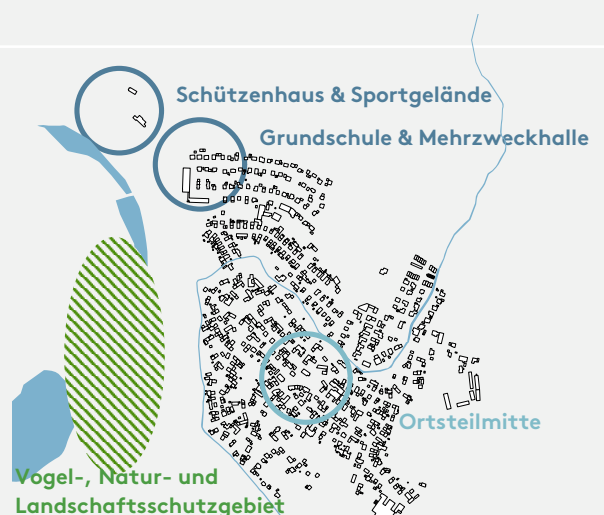 Schützenhaus & Sportgelände
Grundschule & Mehrzweckhalle
Ortsteilmitte
Vogel-, Natur- und
Landschaftsschutzgebiet